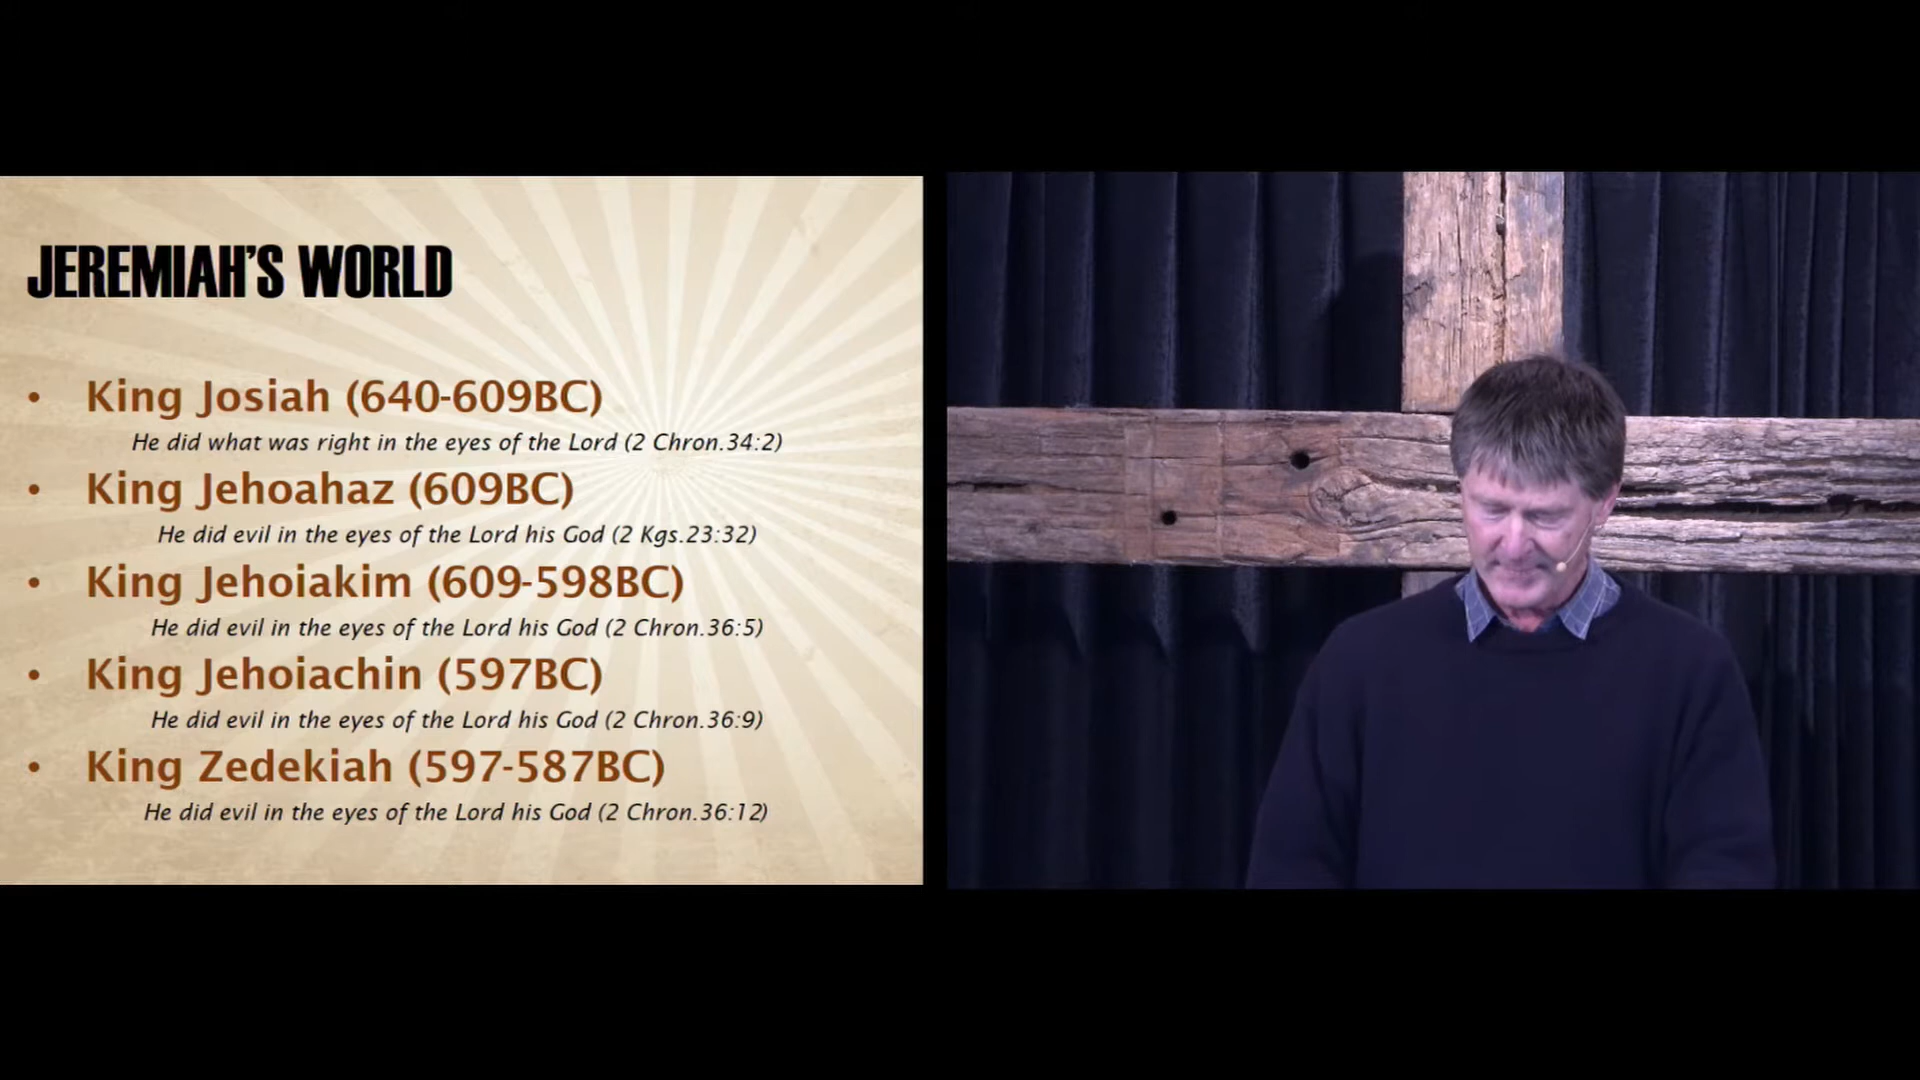 JEREMIAH'S WORLD
• King Josiah (640-609BC)
He did what was right in the eyes of the Lord (2 Chron.34:2)
• King Jehoahaz (609BC)
He did evil in the eyes of the Lord his God (2 Kgs.23:32)
• King Jehoiakim (609-598BC)
He did evil in the eyes of the Lord his God (2 Chron.36:5)
• King Jehoiachin (597BC)
He did evil in the eyes of the Lord his God (2 Chron.36:9)
• King Zedekiah (597-587BC)
He did evil in the eyes of the Lord his God (2 Chron.36:12)